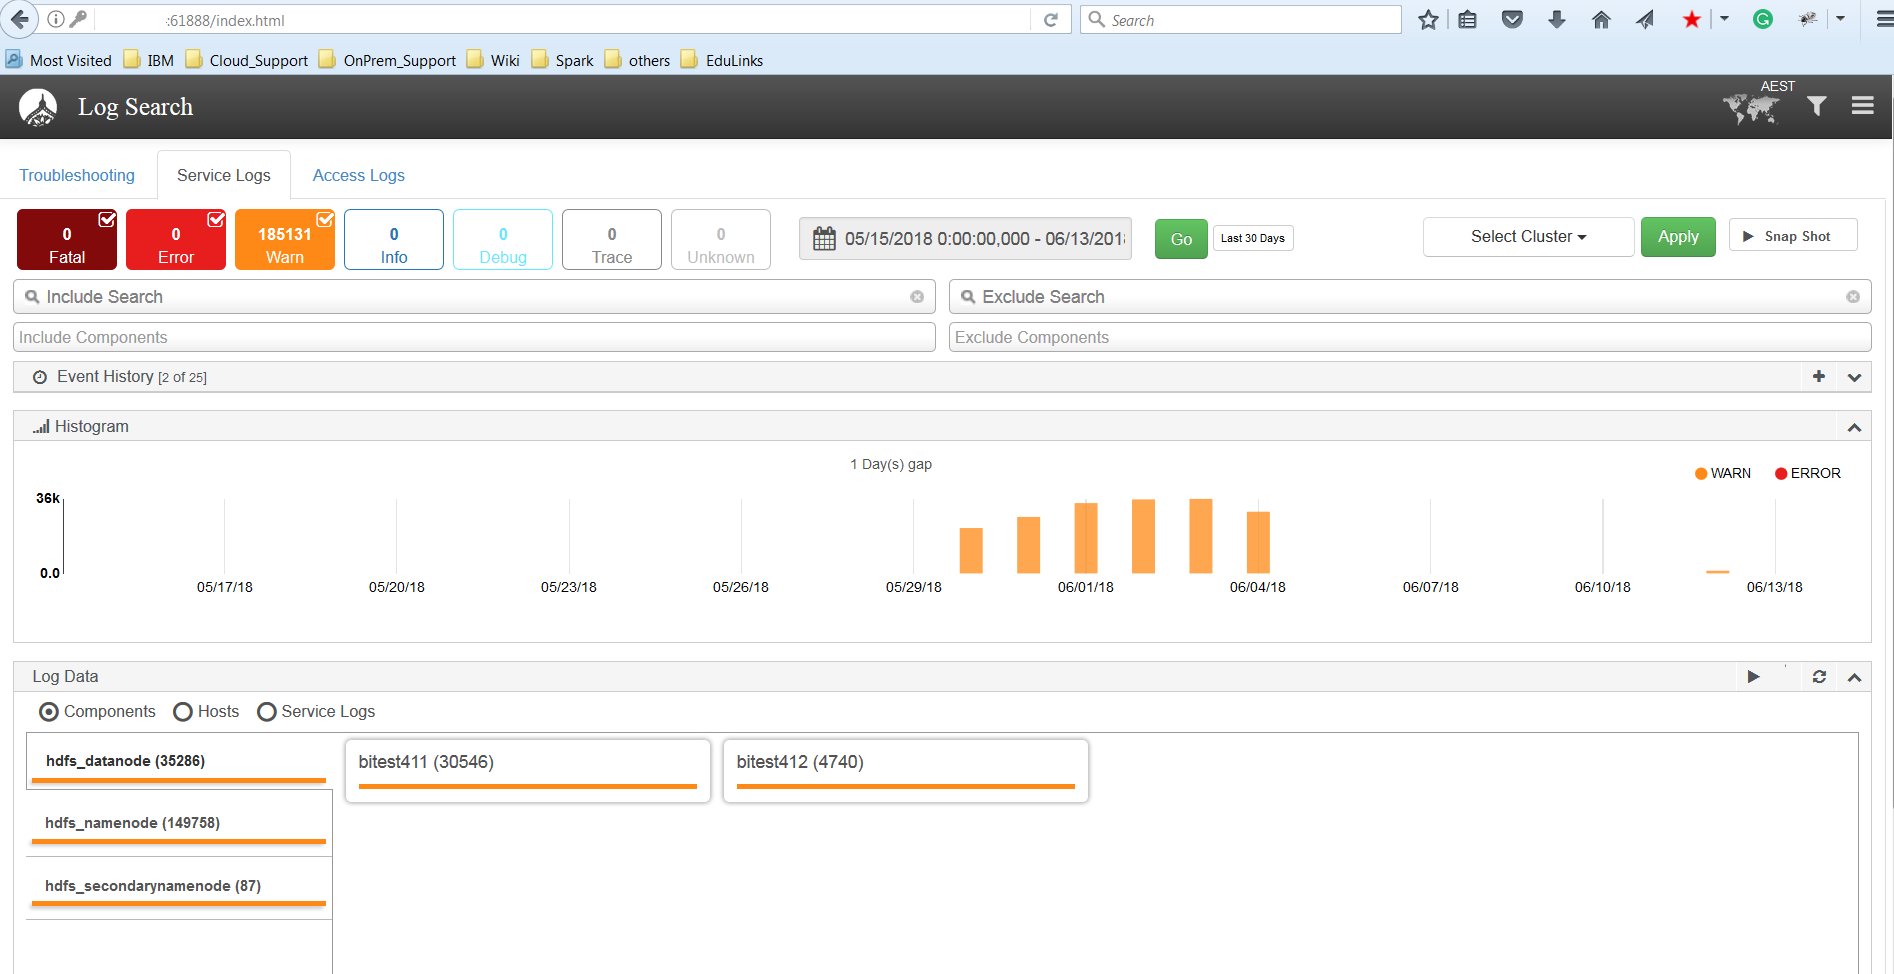 :61888/index.html
Search
Most Visited IBM Cloud_Support OnPrem_Support Wiki Spark others EduLinks
Log Search
AEST
Troubleshooting Service Logs Access Logs
0 Fatal
0 Error
185131 Warn
0 Info
0 Debug
0 Trace
0 Unknown
05/15/2018 0:00:00,000 - 06/13/2018
Go
Last 30 Days
Select Cluster
Apply
Snap Shot
Include Search
Exclude Search
Include Components
Exclude Components
Event History [2 of 25]
Histogram
1 Day(s) gap
WARN ERROR
36k
0.0
05/17/18 05/20/18 05/23/18 05/26/18 05/29/18 06/01/18 06/04/18 06/07/18 06/10/18 06/13/18
Log Data
Components Hosts Service Logs
hdfs_datanode (35286)
bitest411 (30546)
bitest412 (4740)
hdfs_namenode (149758)
hdfs_secondarynamenode (87)